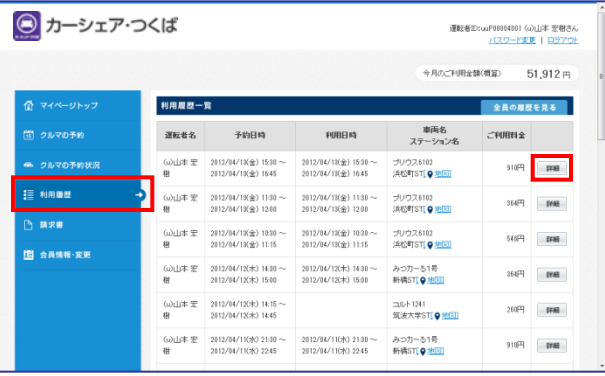 カーシェア・つくば
運転者ID:uuP00004001 (ω)山本 宏樹さん
パスワード変更 | ログアウト
今月のご利用金額(概算) 51,912 円
マイページトップ
クルマの予約
クルマの予約状況
利用履歴
請求書
会員情報・変更
利用履歴一覧
全員の履歴を見る
運転者名 予約日時 利用日時 車両名 ステーション名 ご利用料金
(ω)山本 宏樹 2012/04/13(金) 15:30 ～ 2012/04/13(金) 16:45 2012/04/13(金) 15:30 ～ 2012/04/13(金) 16:45 プリウス6102 浜松町ST[地図] 910円 詳細
(ω)山本 宏樹 2012/04/13(金) 11:30 ～ 2012/04/13(金) 12:00 2012/04/13(金) 11:30 ～ 2012/04/13(金) 12:00 プリウス6102 浜松町ST[地図] 364円 詳細
(ω)山本 宏樹 2012/04/13(金) 10:30 ～ 2012/04/13(金) 11:15 2012/04/13(金) 10:30 ～ 2012/04/13(金) 11:15 プリウス6102 浜松町ST[地図] 546円 詳細
(ω)山本 宏樹 2012/04/12(木) 14:30 ～ 2012/04/12(木) 15:00 2012/04/12(木) 14:30 ～ 2012/04/12(木) 15:00 みつカーる1号 新橋ST[地図] 364円 詳細
(ω)山本 宏樹 2012/04/12(木) 14:15 ～ 2012/04/12(木) 14:45 コルト1241 筑波大学ST[地図] 260円 詳細
(ω)山本 宏樹 2012/04/11(水) 21:30 ～ 2012/04/11(水) 22:45 2012/04/11(水) 21:30 ～ 2012/04/11(水) 22:45 みつカーる1号 新橋ST[地図] 910円 詳細